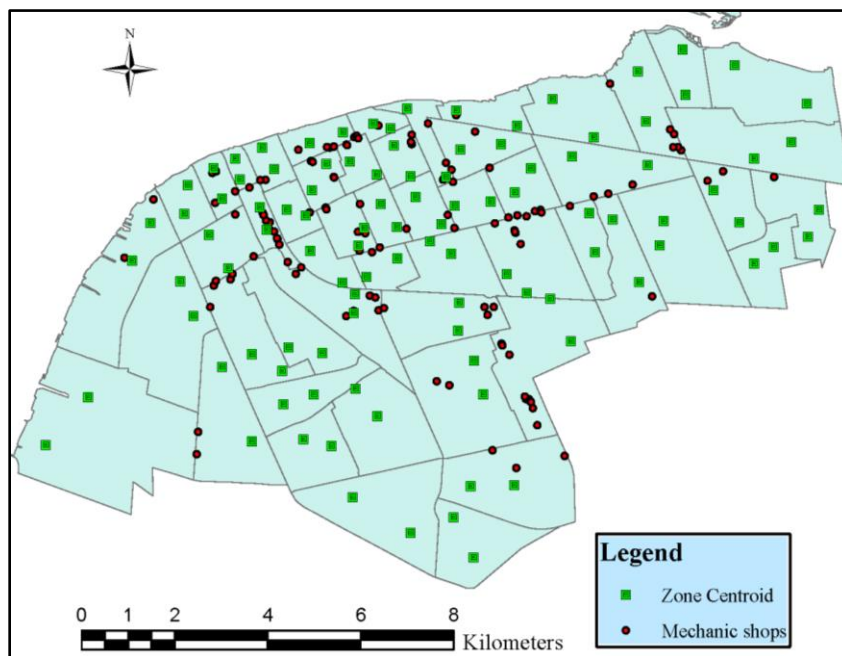 N
Legend
Zone Centroid
Mechanic shops
0 1 2 4 6 8
Kilometers